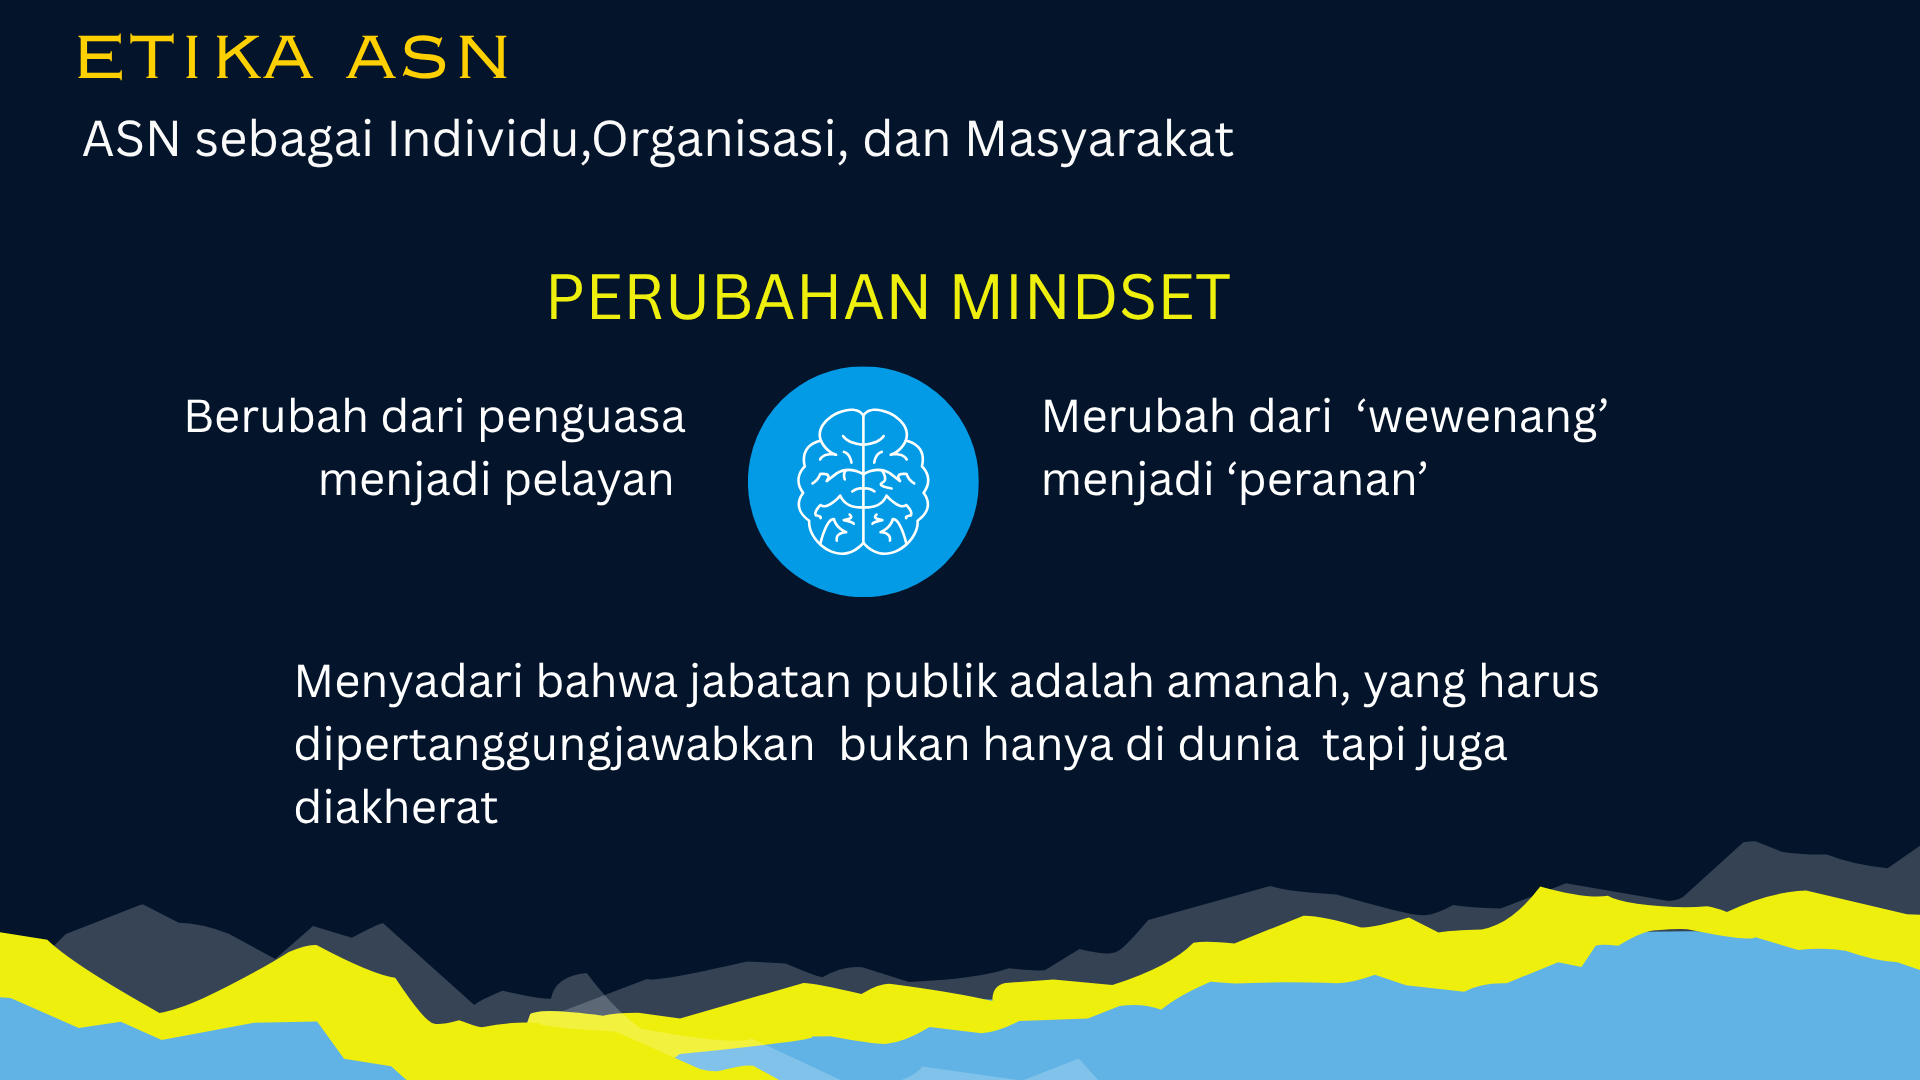 ETIKA ASN
ASN sebagai Individu,Organisasi, dan Masyarakat
PERUBAHAN MINDSET
Berubah dari penguasa
menjadi pelayan
Merubah dari ‘wewenang’
menjadi ‘peranan’
Menyadari bahwa jabatan publik adalah amanah, yang harus
dipertanggungjawabkan bukan hanya di dunia tapi juga
diakherat